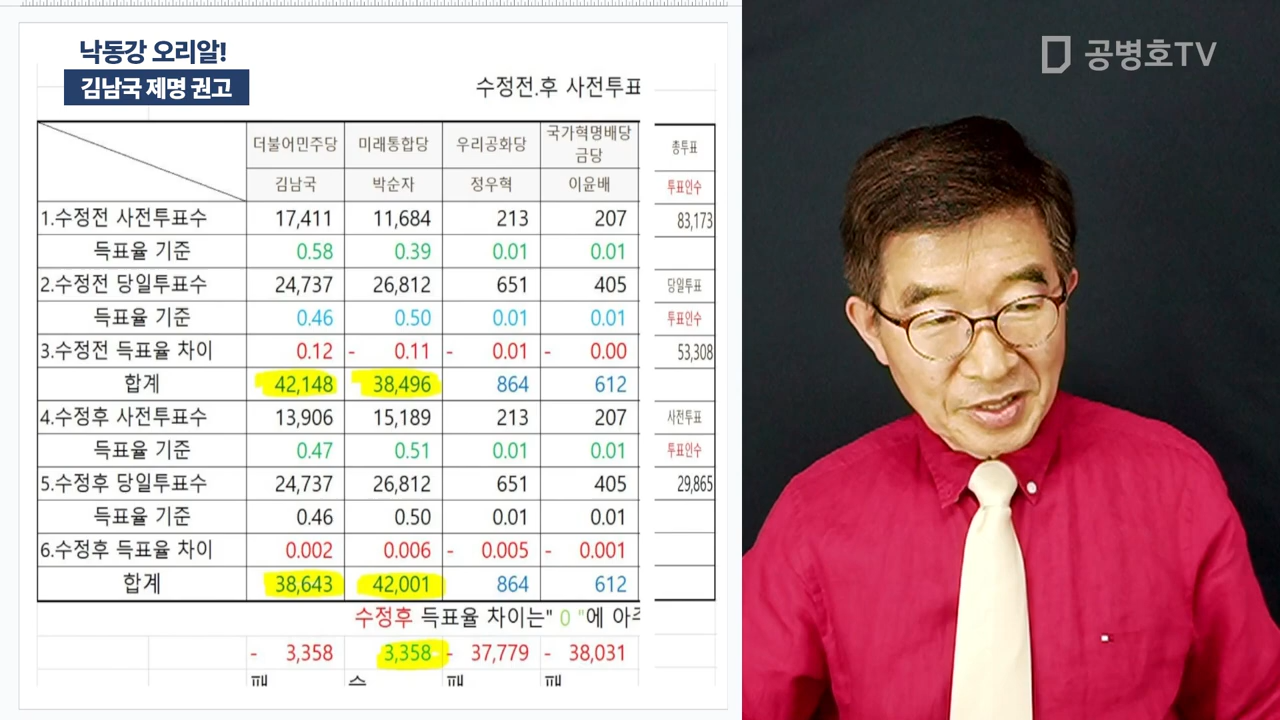 낙동강 오리알!
김남국 제명 권고
공병호TV
수정전.후 사전투표
더불어민주당 미래통합당 우리공화당 국가혁명배당금당 총투표
김남국 박순자 정우혁 이윤배 투표인수
1.수정전 사전투표수 17,411 11,684 213 207 83,173
득표율 기준 0.58 0.39 0.01 0.01
2.수정전 당일투표수 24,737 26,812 651 405 당일투표
득표율 기준 0.46 0.50 0.01 0.01 투표인수
3.수정전 득표율 차이 0.12 - 0.11 - 0.01 - 0.00 53,308
합계 42,148 38,496 864 612
4.수정후 사전투표수 13,906 15,189 213 207 사전투표
득표율 기준 0.47 0.51 0.01 0.01 투표인수
5.수정후 당일투표수 24,737 26,812 651 405 29,865
득표율 기준 0.46 0.50 0.01 0.01
6.수정후 득표율 차이 0.002 0.006 - 0.005 - 0.001
합계 38,643 42,001 864 612
수정후 득표율 차이는" 0 "에 아주
- 3,358 3,358 - 37,779 - 38,031